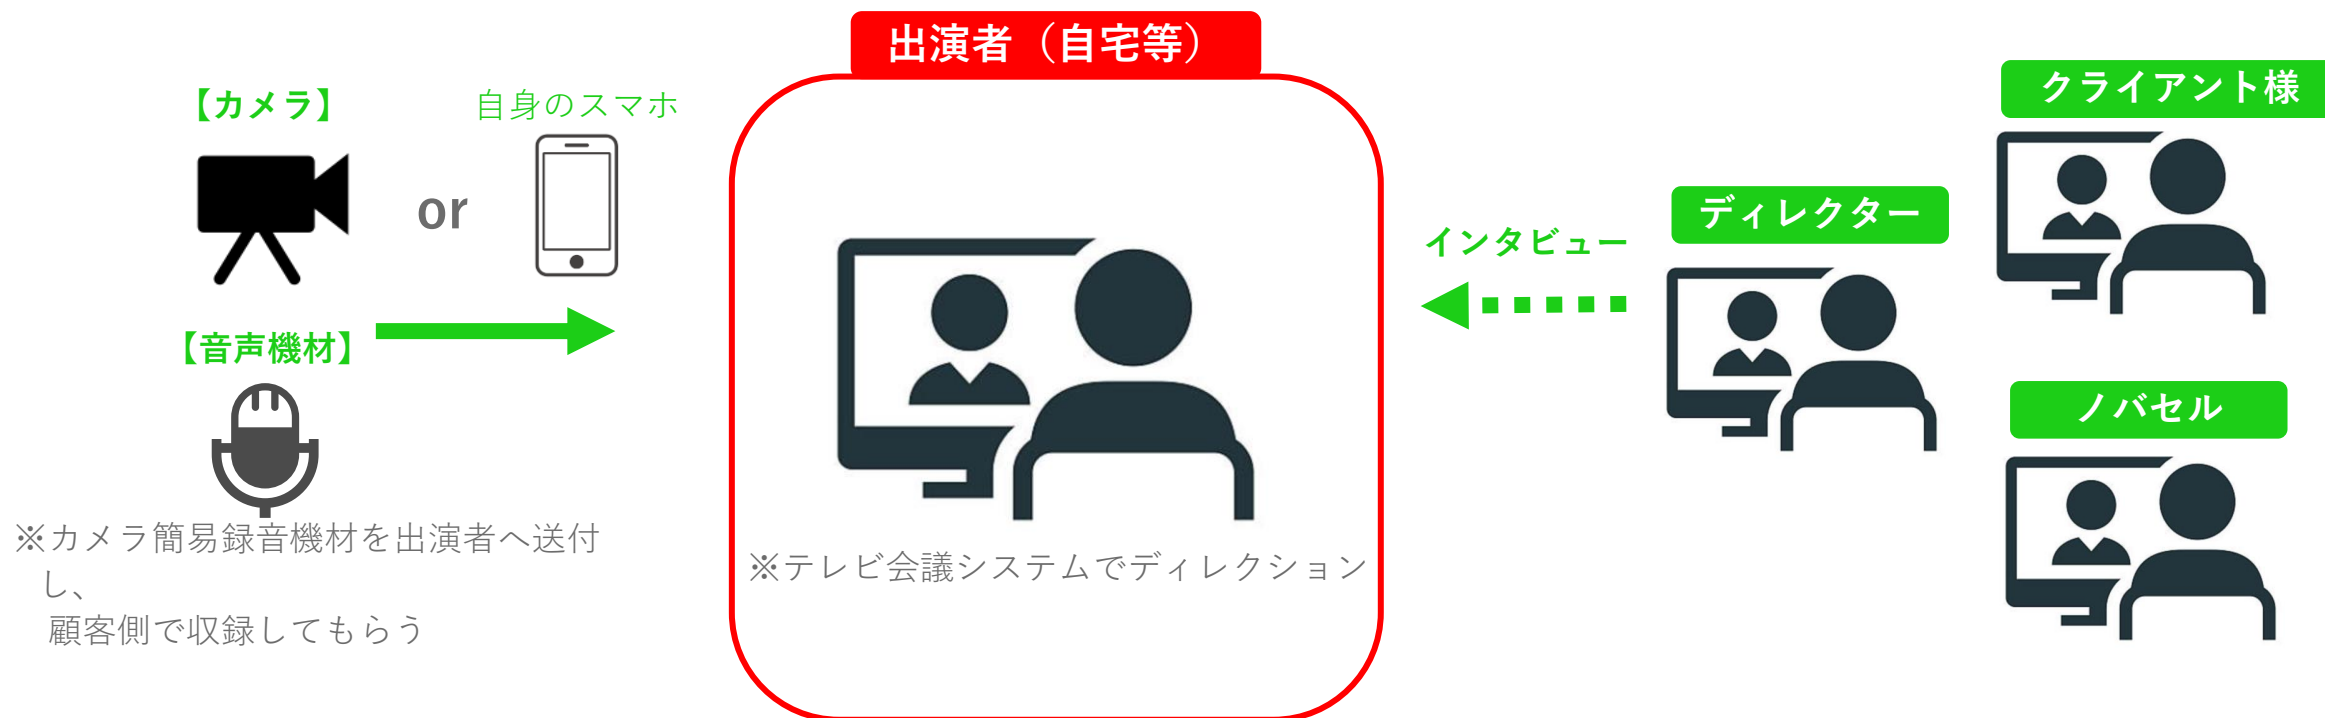 出演者（自宅等）
【カメラ】
自身のスマホ
or
【音声機材】
※カメラ簡易録音機材を出演者へ送付
し、
顧客側で収録してもらう
※テレビ会議システムでディレクション
インタビュー
ディレクター
クライアント様
ノバセル